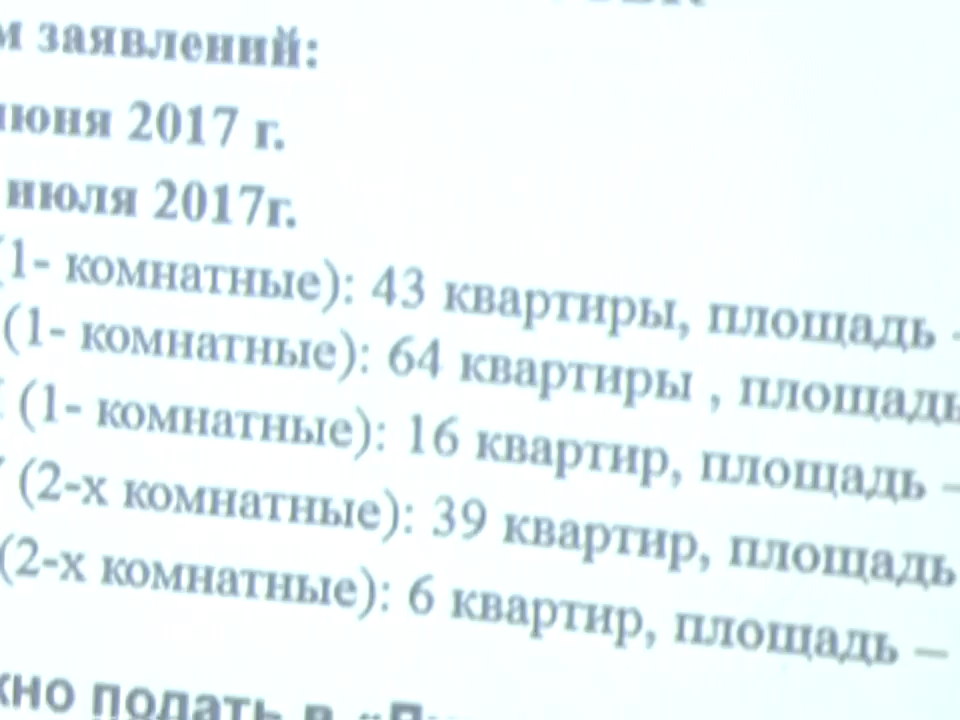 м заявлений:
июня 2017 г.
июля 2017г.
(1- комнатные): 43 квартиры, площадь -
(1- комнатные): 64 квартиры , площадь
(1- комнатные): 16 квартир, площадь –
(2-х комнатные): 39 квартир, площадь
(2-х комнатные): 6 квартир, площадь –
жно подать в